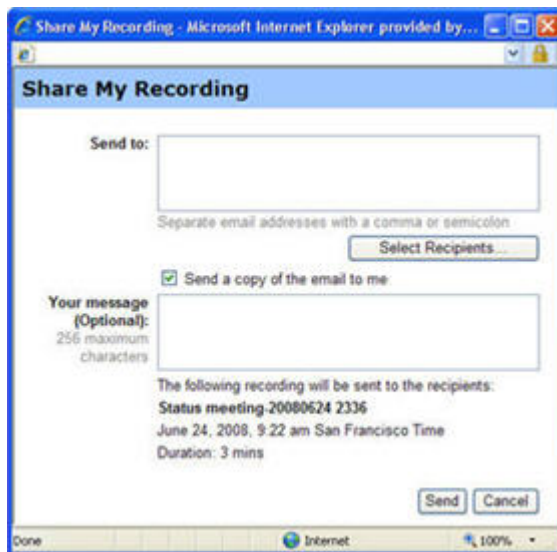 Share My Recording - Microsoft Internet Explorer provided by...
Share My Recording
Send to:
Separate email addresses with a comma or semicolon
Select Recipients...
Send a copy of the email to me
Your message
(Optional):
256 maximum
characters
The following recording will be sent to the recipients:
Status meeting-20080624 2336
June 24, 2008, 9:22 am San Francisco Time
Duration: 3 mins
Send Cancel
Done Internet 100%